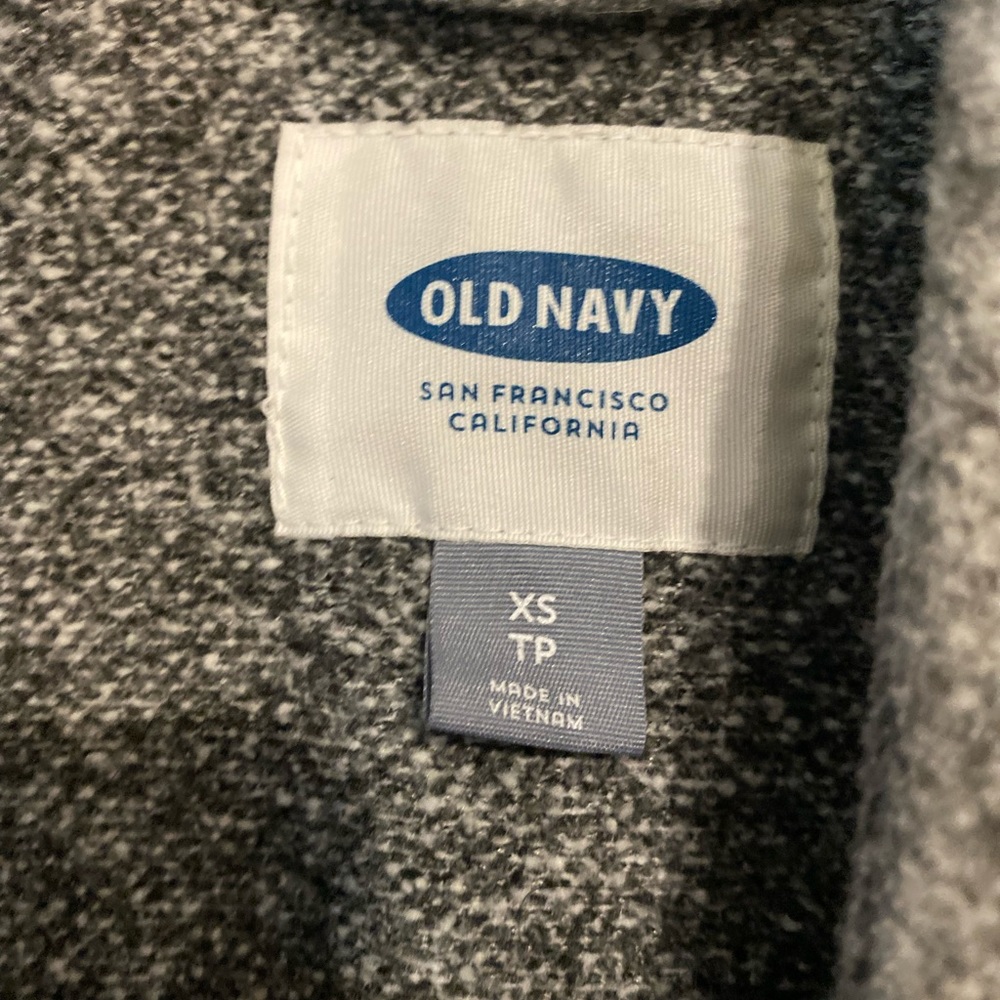 OLD NAVY
SAN FRANCISCO
CALIFORNIA
XS
TP
MADE IN
VIETNAM